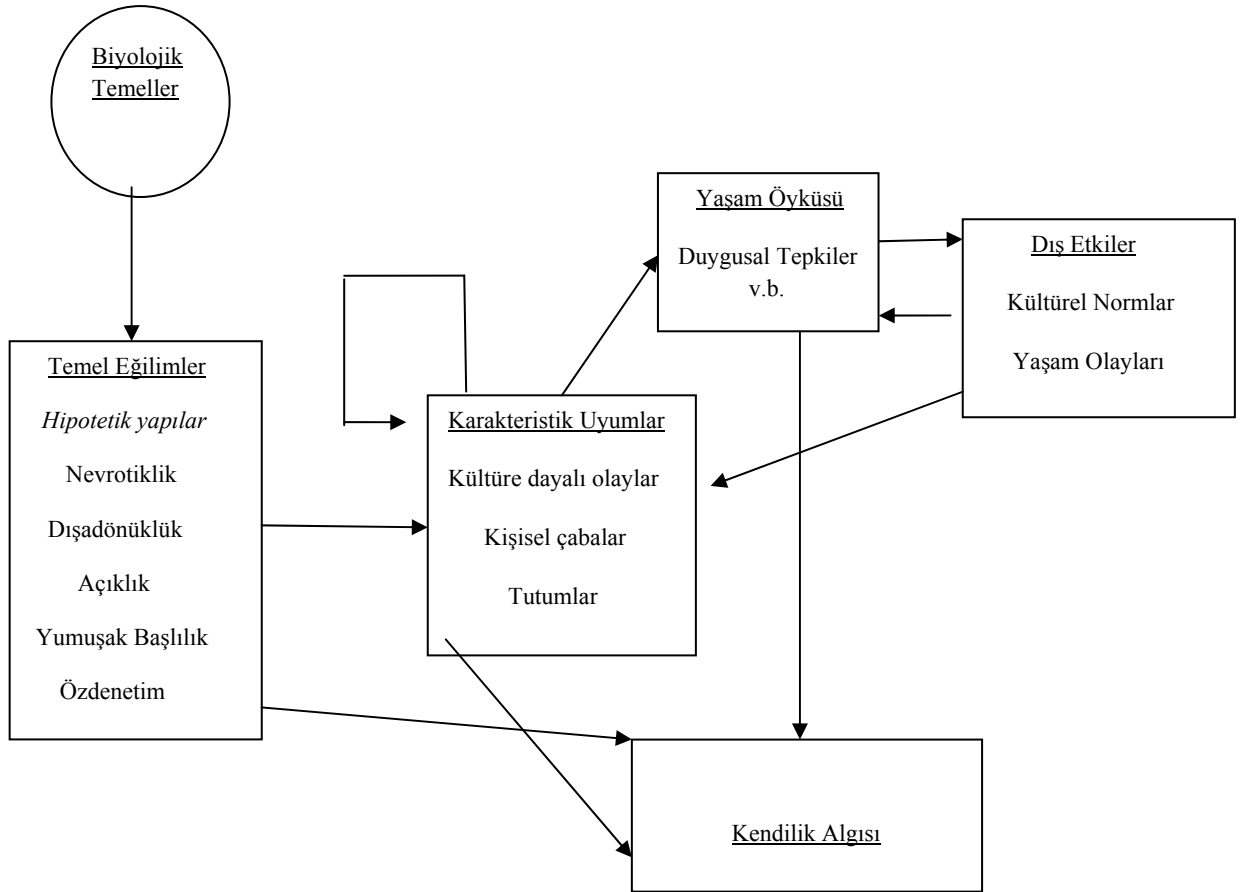 Biyolojik
Temeller
Yaşam Öyküsü
Duygusal Tepkiler
v.b.
Dış Etkiler
Kültürel Normlar
Yaşam Olayları
Temel Eğilimler
Hipotetik yapılar
Nevrotiklik
Dışadönüklük
Açıklık
Yumuşak Başlılık
Özdenetim
Karakteristik Uyumlar
Kültüre dayalı olaylar
Kişisel çabalar
Tutumlar
Kendilik Algısı